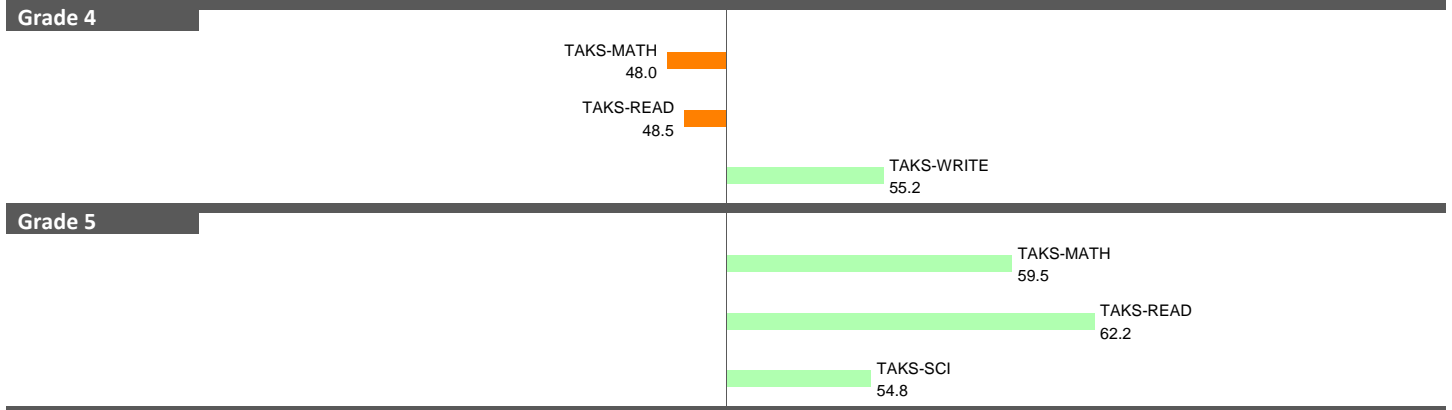 Grade 4
TAKS-MATH
48.0
TAKS-READ
48.5
TAKS-WRITE
55.2
Grade 5
TAKS-MATH
59.5
TAKS-READ
62.2
TAKS-SCI
54.8